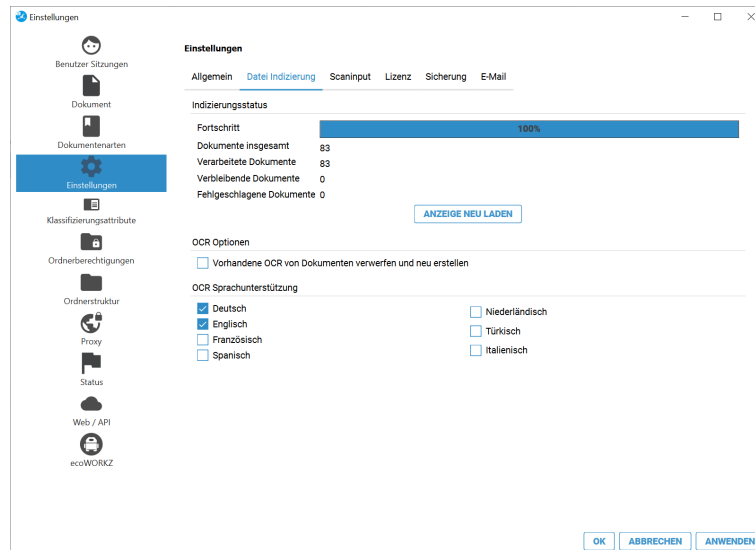 Einstellungen
Benutzer Sitzungen
Dokument
Dokumentenarten
Einstellungen
Klassifizierungsattribute
Ordnerberechtigungen
Ordnerstruktur
Proxy
Status
Web / API
ecoWORKZ
Einstellungen
Allgemein Datei Indizierung Scaninput Lizenz Sicherung E-Mail
Indizierungsstatus
Fortschritt 100%
Dokumente insgesamt 83
Verarbeitete Dokumente 83
Verbleibende Dokumente 0
Fehlgeschlagene Dokumente 0
ANZEIGE NEU LADEN
OCR Optionen
Vorhandene OCR von Dokumenten verwerfen und neu erstellen
OCR Sprachunterstützung
Deutsch
Englisch
Französisch
Spanisch
Niederländisch
Türkisch
Italienisch
OK ABBRECHEN ANWENDEN